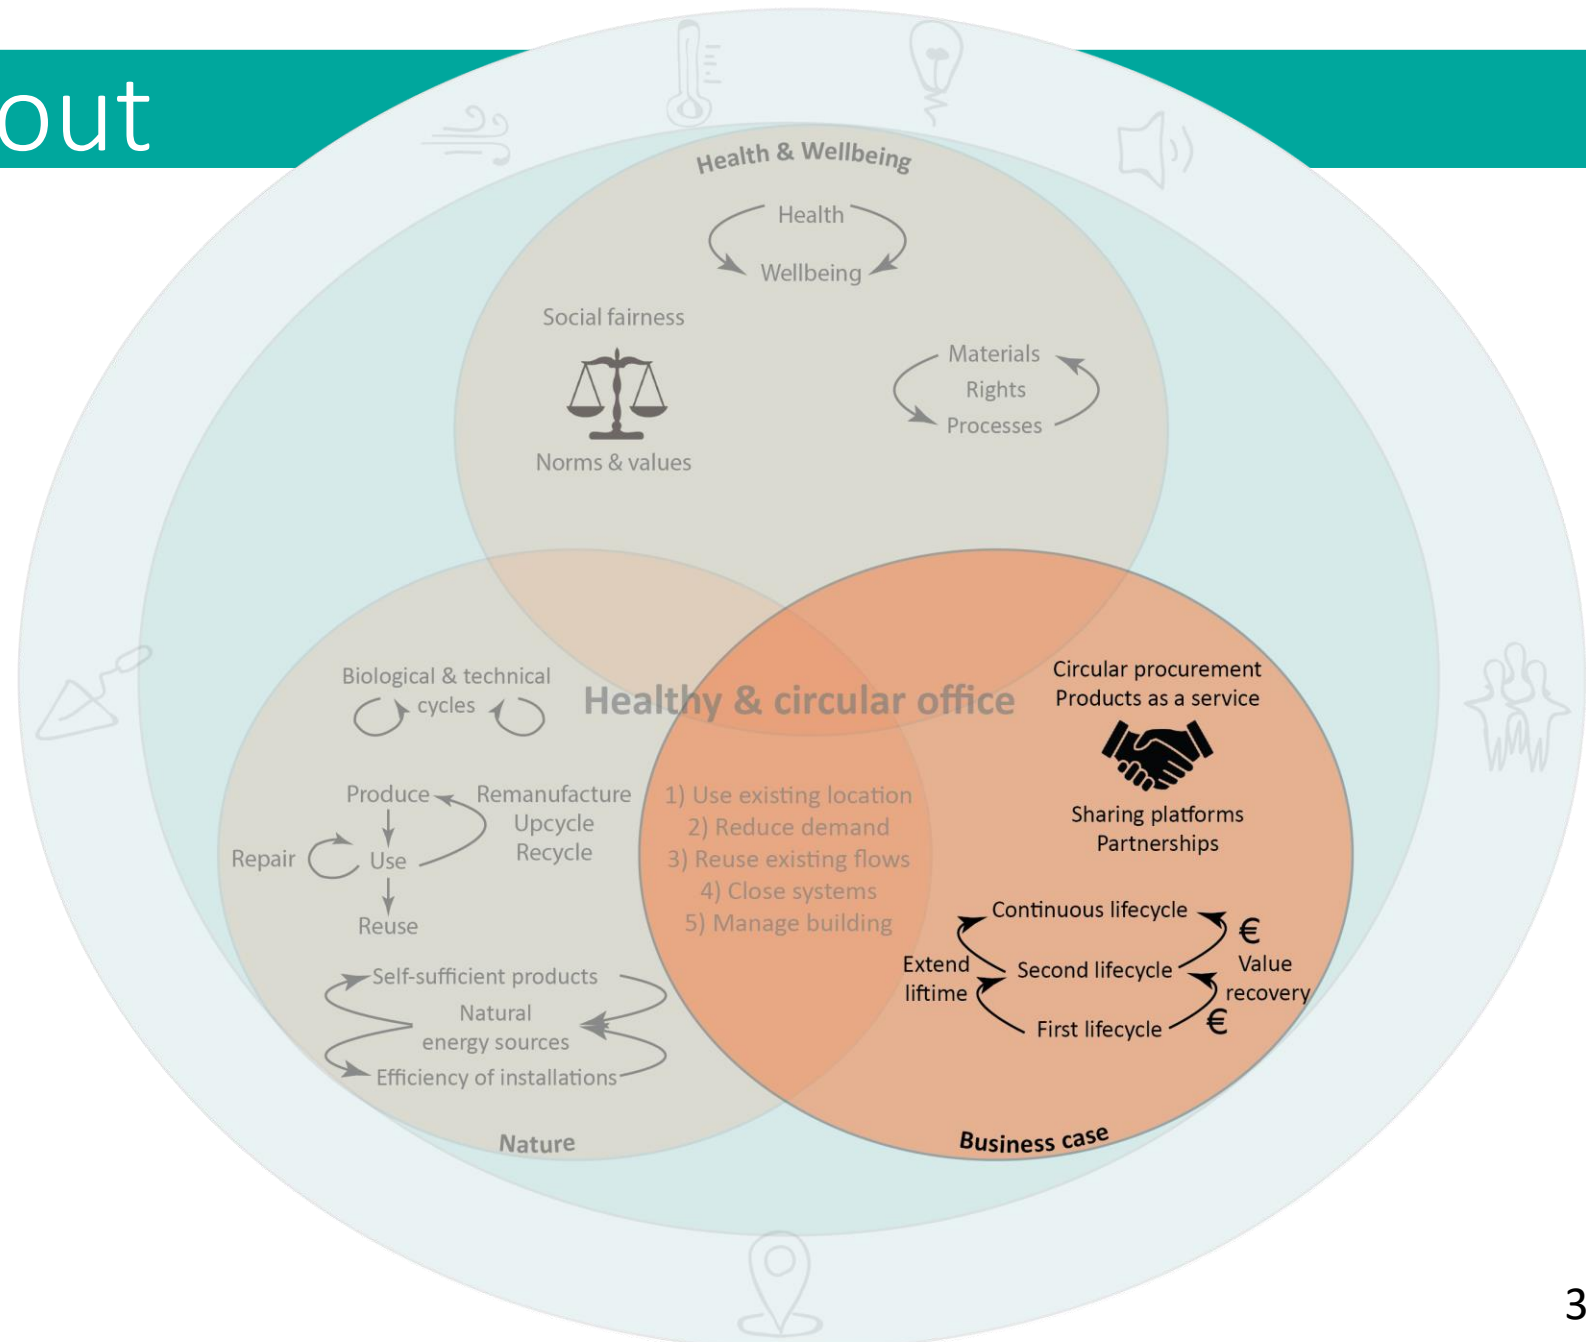 out
Health & Wellbeing
Health
Wellbeing
Social fairness
Norms & values
Materials
Rights
Processes
Healthy & circular office
Biological & technical
cycles
Produce
Remanufacture
Upcycle
Recycle
Repair
Use
Reuse
Self-sufficient products
Natural
energy sources
Efficiency of installations
Nature
1) Use existing location
2) Reduce demand
3) Reuse existing flows
4) Close systems
5) Manage building
Circular procurement
Products as a service
Sharing platforms
Partnerships
Continuous lifecycle
€
Extend
liftime
Second lifecycle
Value
recovery
First lifecycle
€
Business case
3